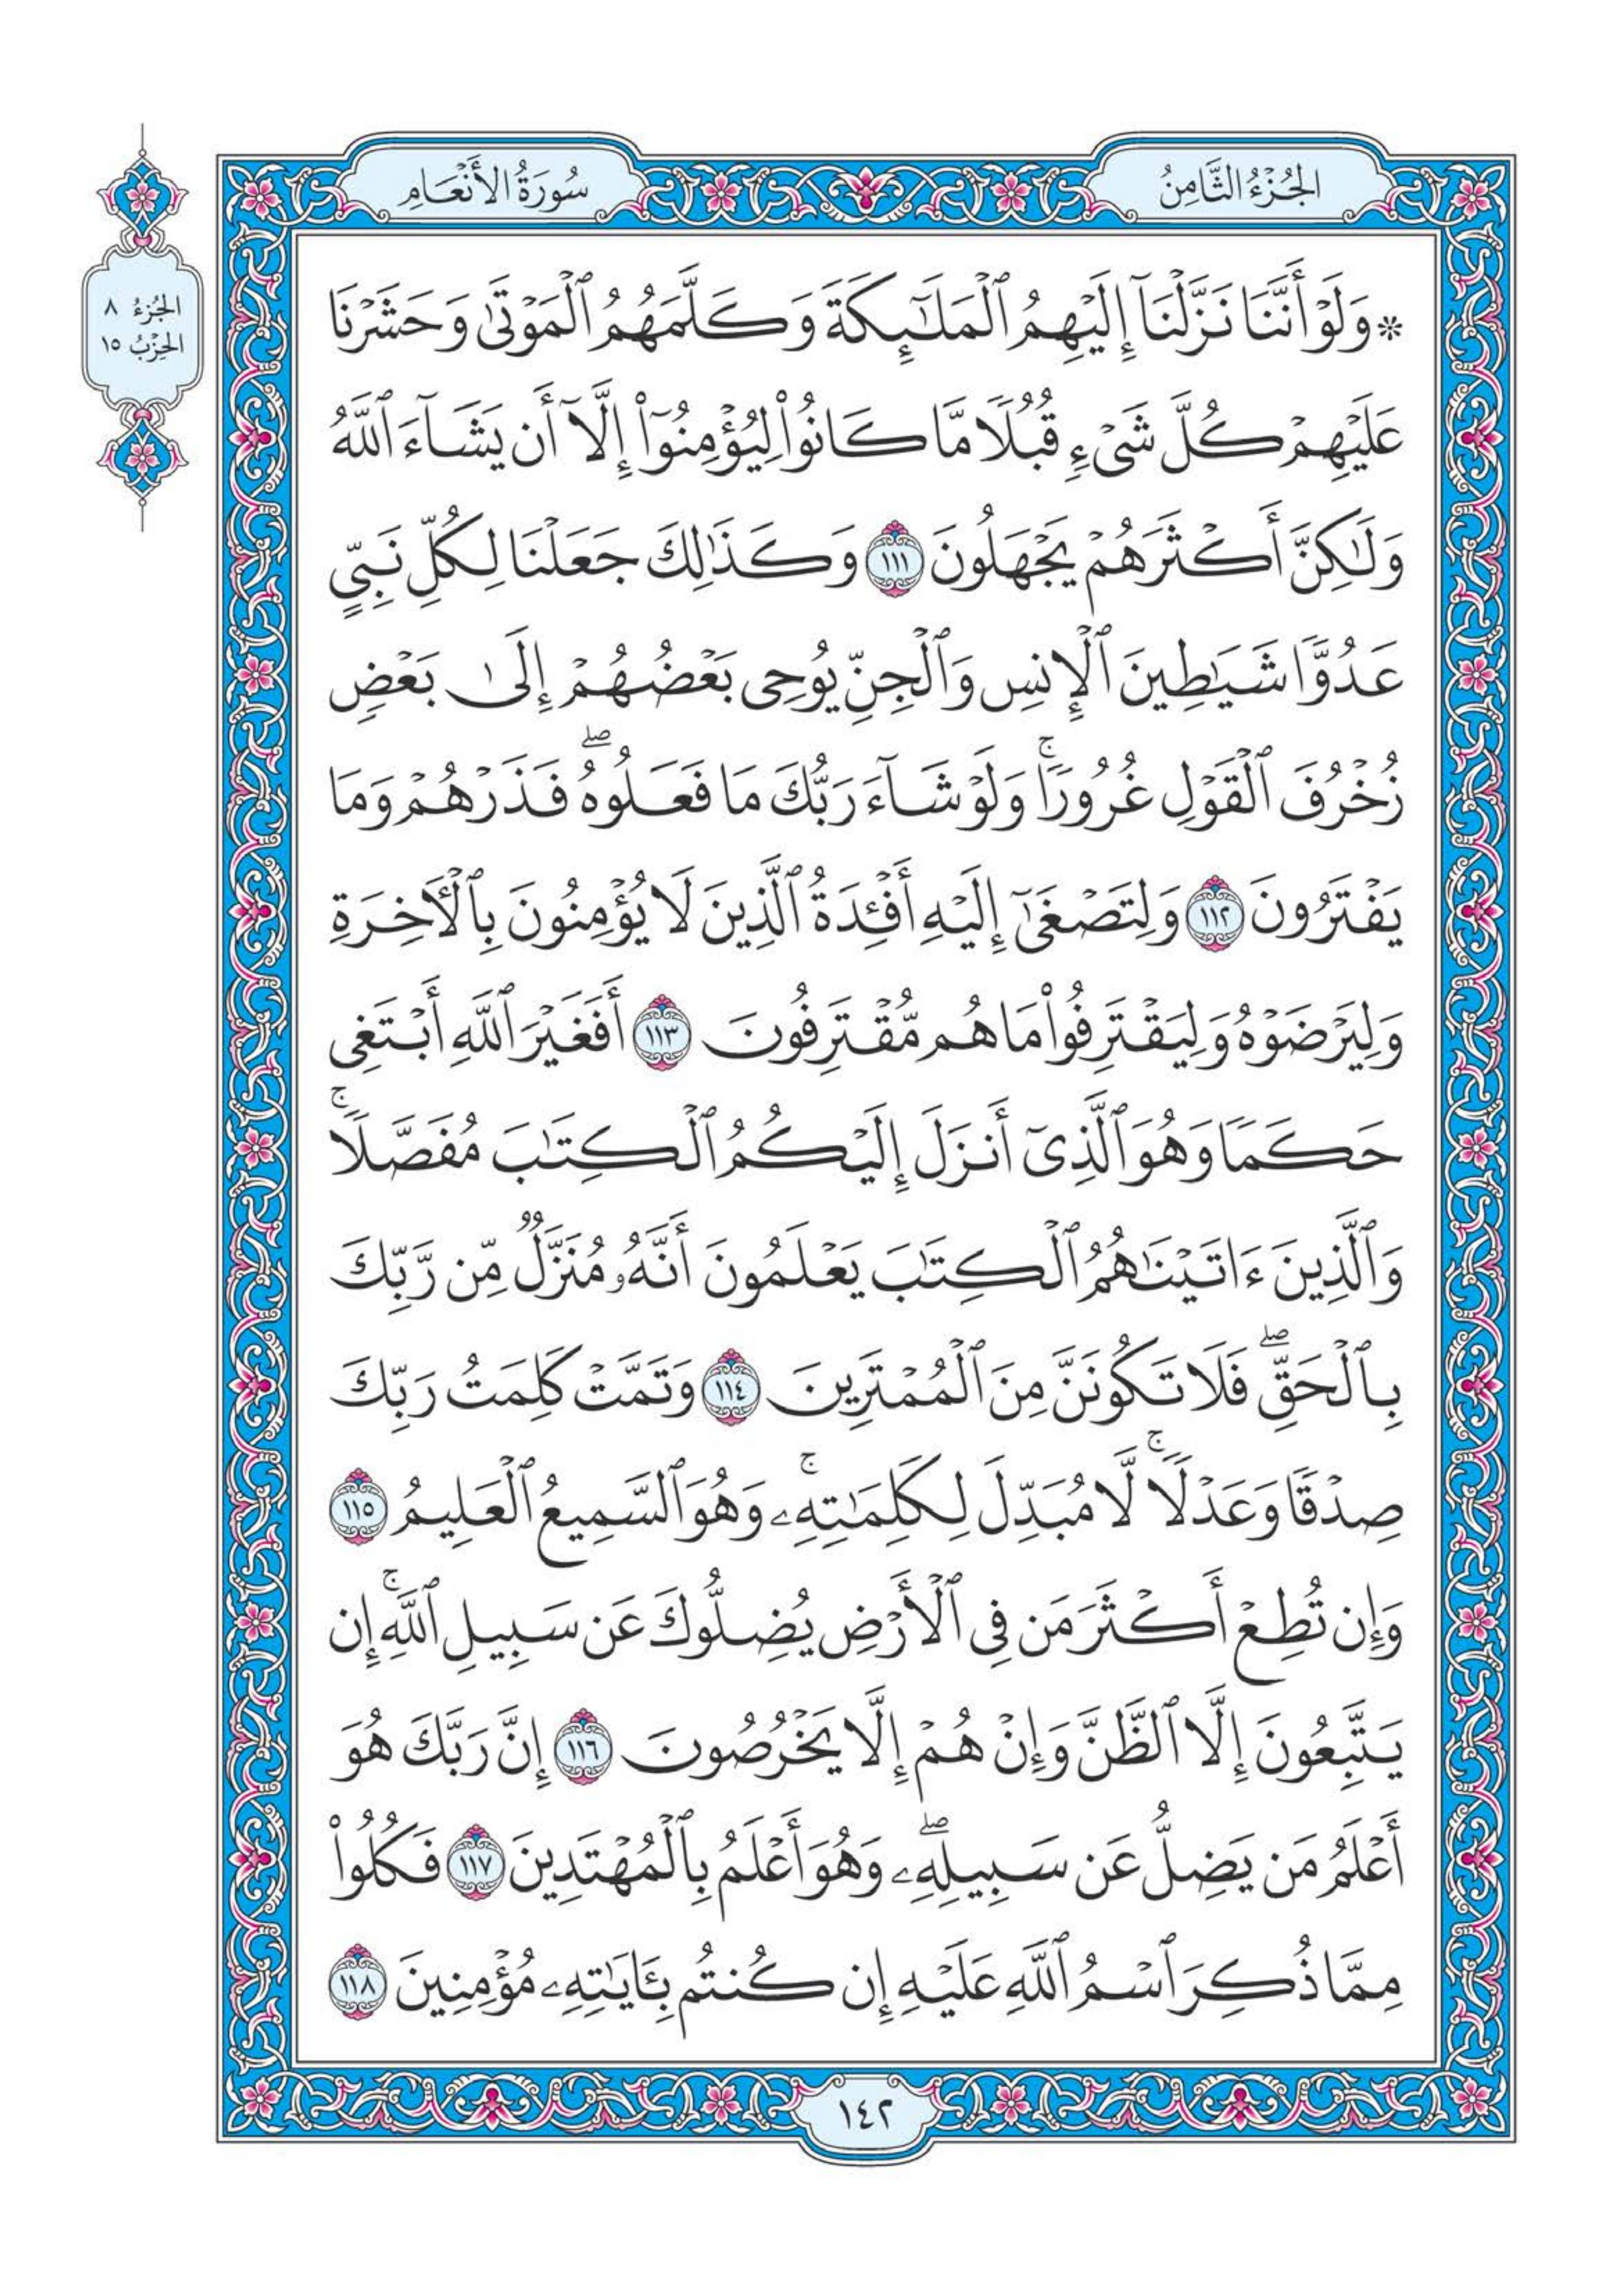 الجُزْءُ الثَّامِنُ
سُورَةُ الأَنْعَامِ
الجُزءُ ٨
الحِزْبُ ١٥
۞ وَلَوْ أَنَّنَا نَزَّلْنَآ إِلَيْهِمُ ٱلْمَلَٰٓئِكَةَ وَكَلَّمَهُمُ ٱلْمَوْتَىٰ وَحَشَرْنَا
عَلَيْهِمْ كُلَّ شَىْءٍ قُبُلًا مَّا كَانُوا۟ لِيُؤْمِنُوٓا۟ إِلَّآ أَن يَشَآءَ ٱللَّهُ
وَلَٰكِنَّ أَكْثَرَهُمْ يَجْهَلُونَ ١١١ وَكَذَٰلِكَ جَعَلْنَا لِكُلِّ نَبِىٍّ
عَدُوًّا شَيَٰطِينَ ٱلْإِنسِ وَٱلْجِنِّ يُوحِى بَعْضُهُمْ إِلَىٰ بَعْضٍ
زُخْرُفَ ٱلْقَوْلِ غُرُورًا ۚ وَلَوْ شَآءَ رَبُّكَ مَا فَعَلُوهُ ۖ فَذَرْهُمْ وَمَا
يَفْتَرُونَ ١١٢ وَلِتَصْغَىٰٓ إِلَيْهِ أَفْـِٔدَةُ ٱلَّذِينَ لَا يُؤْمِنُونَ بِٱلْـَٔاخِرَةِ
وَلِيَرْضَوْهُ وَلِيَقْتَرِفُوا۟ مَا هُم مُّقْتَرِفُونَ ١١٣ أَفَغَيْرَ ٱللَّهِ أَبْتَغِى
حَكَمًا وَهُوَ ٱلَّذِىٓ أَنزَلَ إِلَيْكُمُ ٱلْكِتَٰبَ مُفَصَّلًا ۚ
وَٱلَّذِينَ ءَاتَيْنَٰهُمُ ٱلْكِتَٰبَ يَعْلَمُونَ أَنَّهُۥ مُنَزَّلٌ مِّن رَّبِّكَ
بِٱلْحَقِّ ۖ فَلَا تَكُونَنَّ مِنَ ٱلْمُمْتَرِينَ ١١٤ وَتَمَّتْ كَلِمَتُ رَبِّكَ
صِدْقًا وَعَدْلًا ۚ لَّا مُبَدِّلَ لِكَلِمَٰتِهِۦ ۚ وَهُوَ ٱلسَّمِيعُ ٱلْعَلِيمُ ١١٥
وَإِن تُطِعْ أَكْثَرَ مَن فِى ٱلْأَرْضِ يُضِلُّوكَ عَن سَبِيلِ ٱللَّهِ ۚ إِن
يَتَّبِعُونَ إِلَّا ٱلظَّنَّ وَإِنْ هُمْ إِلَّا يَخْرُصُونَ ١١٦ إِنَّ رَبَّكَ هُوَ
أَعْلَمُ مَن يَضِلُّ عَن سَبِيلِهِۦ ۖ وَهُوَ أَعْلَمُ بِٱلْمُهْتَدِينَ ١١٧ فَكُلُوا۟
مِمَّا ذُكِرَ ٱسْمُ ٱللَّهِ عَلَيْهِ إِن كُنتُم بِـَٔايَٰتِهِۦ مُؤْمِنِينَ ١١٨
١٤٢